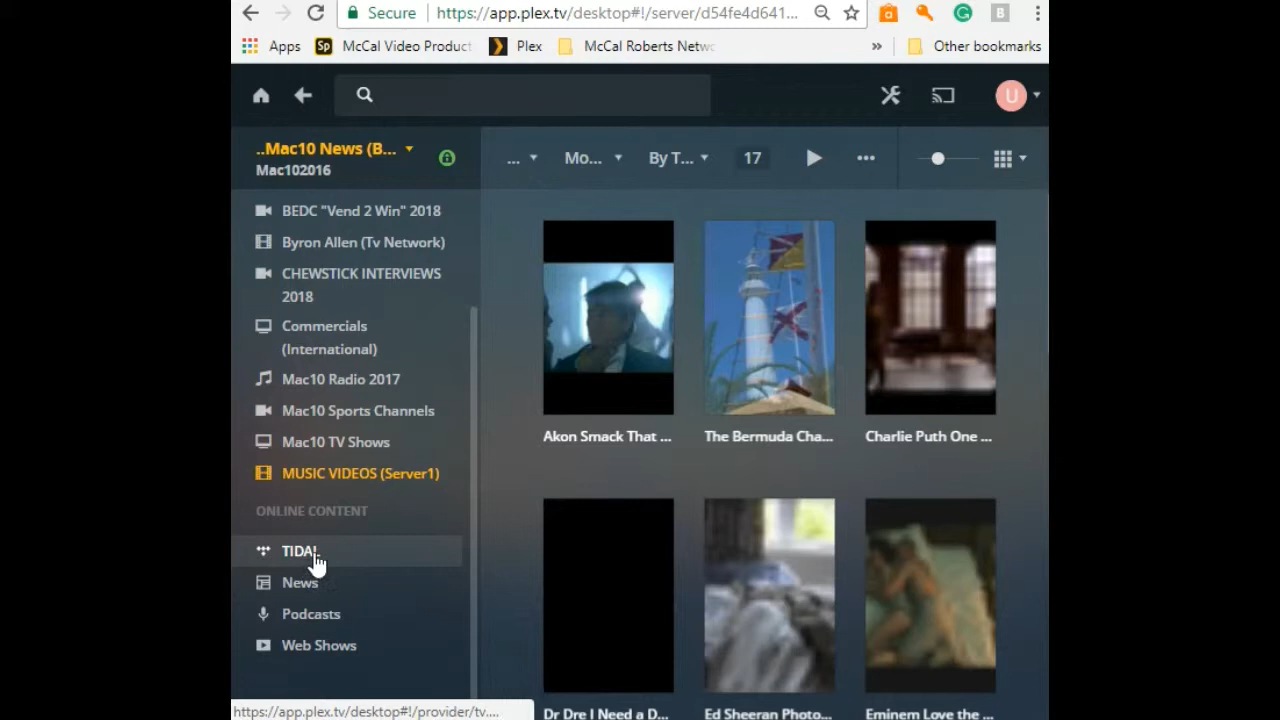 Secure https://app.plex.tv/desktop#!/server/d54fe4d641...
B
Apps Sp McCal Video Product Plex McCal Roberts Netwo » Other bookmarks
U
..Mac10 News (B...
Mac102016
... Mo... By T... 17
BEDC "Vend 2 Win" 2018
Byron Allen (Tv Network)
CHEWSTICK INTERVIEWS
2018
Commercials
(International)
Mac10 Radio 2017
Mac10 Sports Channels
Mac10 TV Shows
MUSIC VIDEOS (Server1)
Akon Smack That ... The Bermuda Cha... Charlie Puth One ...
ONLINE CONTENT
TIDAL
News
Podcasts
Web Shows
https://app.plex.tv/desktop#!/provider/tv....
Dr Dre I Need a D... Ed Sheeran Photo... Eminem Love the ...